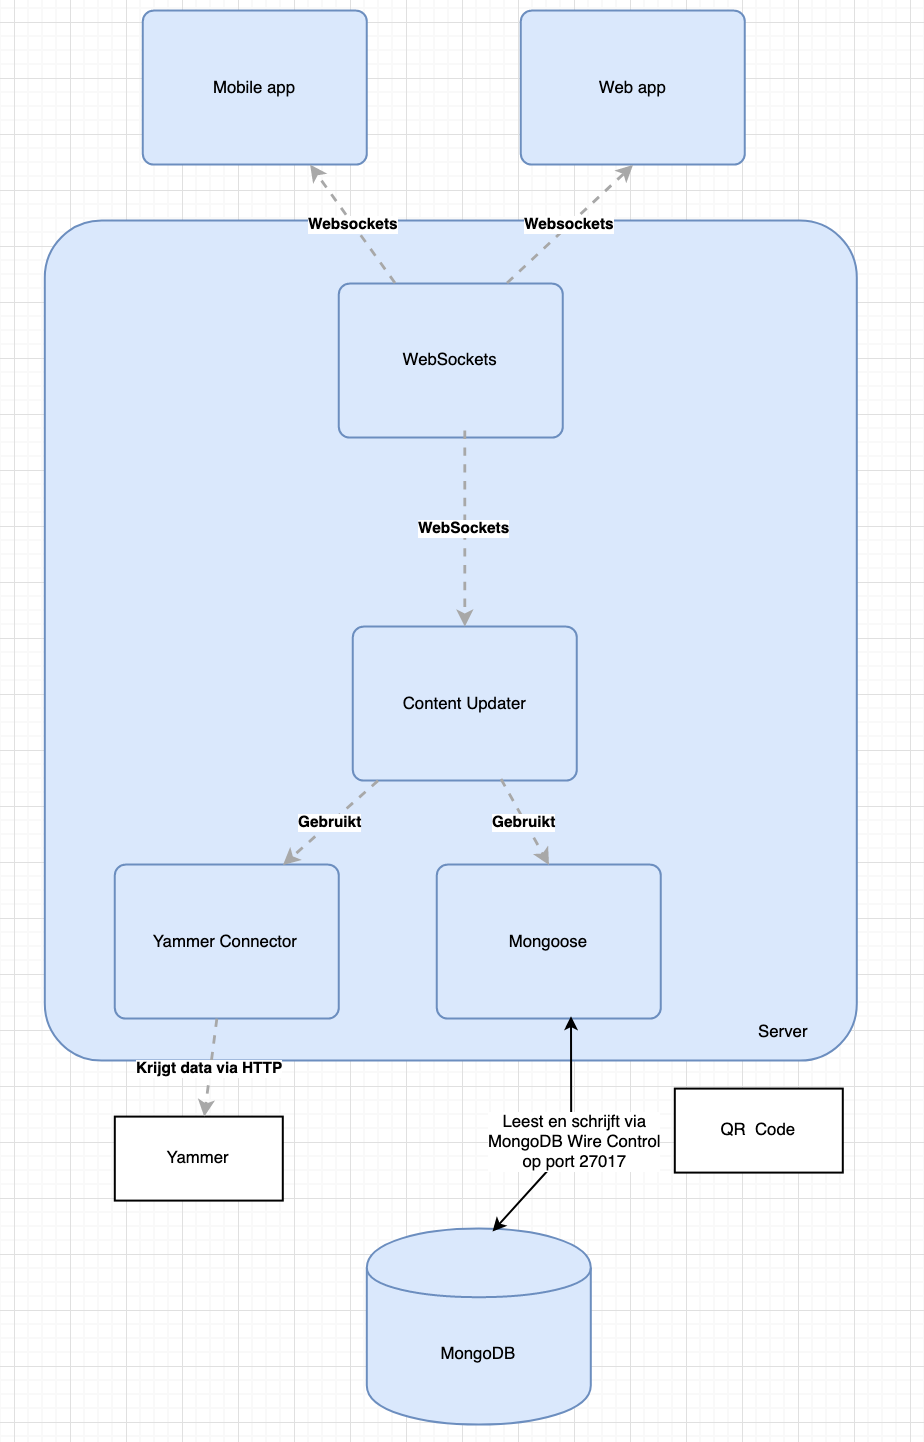 Mobile app
Web app
Websockets
Websockets
WebSockets
WebSockets
Content Updater
Gebruikt
Gebruikt
Yammer Connector
Mongoose
Server
Krijgt data via HTTP
Leest en schrijft via
MongoDB Wire Control
op port 27017
QR Code
Yammer
MongoDB